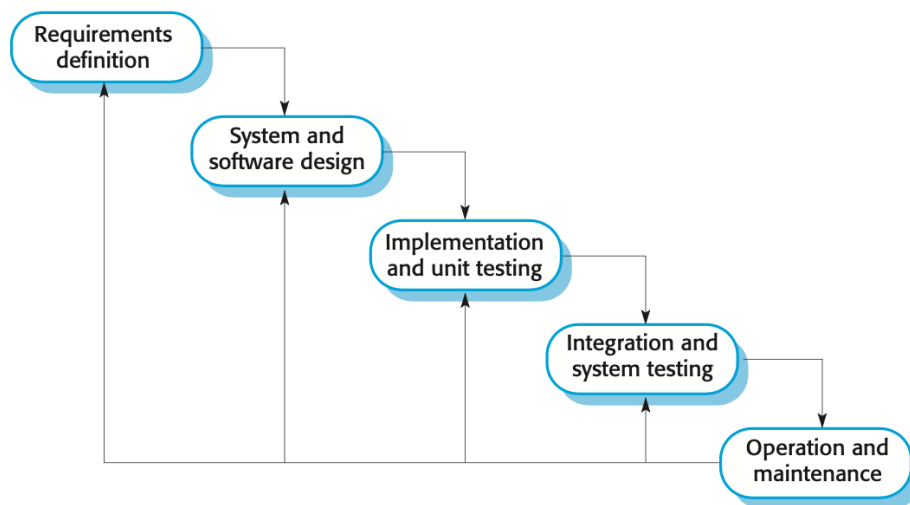 Requirements
definition
System and
software design
Implementation
and unit testing
Integration and
system testing
Operation and
maintenance